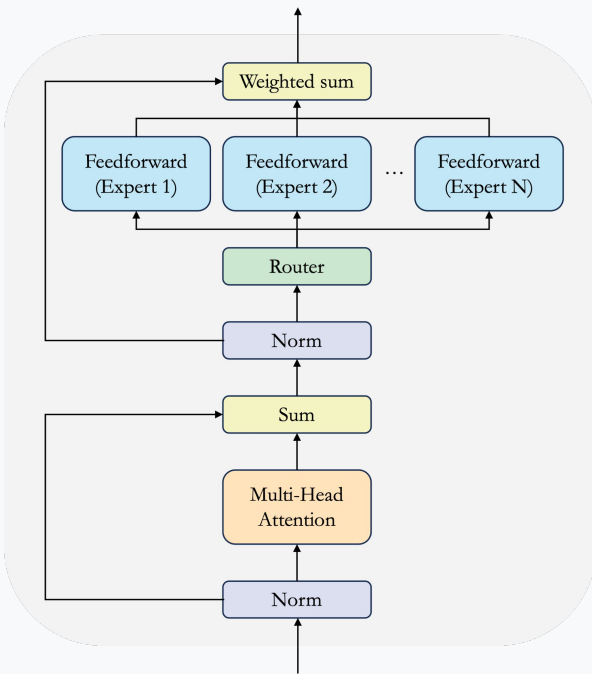 Weighted sum
Feedforward
(Expert 1)
Feedforward
(Expert 2)
...
Feedforward
(Expert N)
Router
Norm
Sum
Multi-Head
Attention
Norm